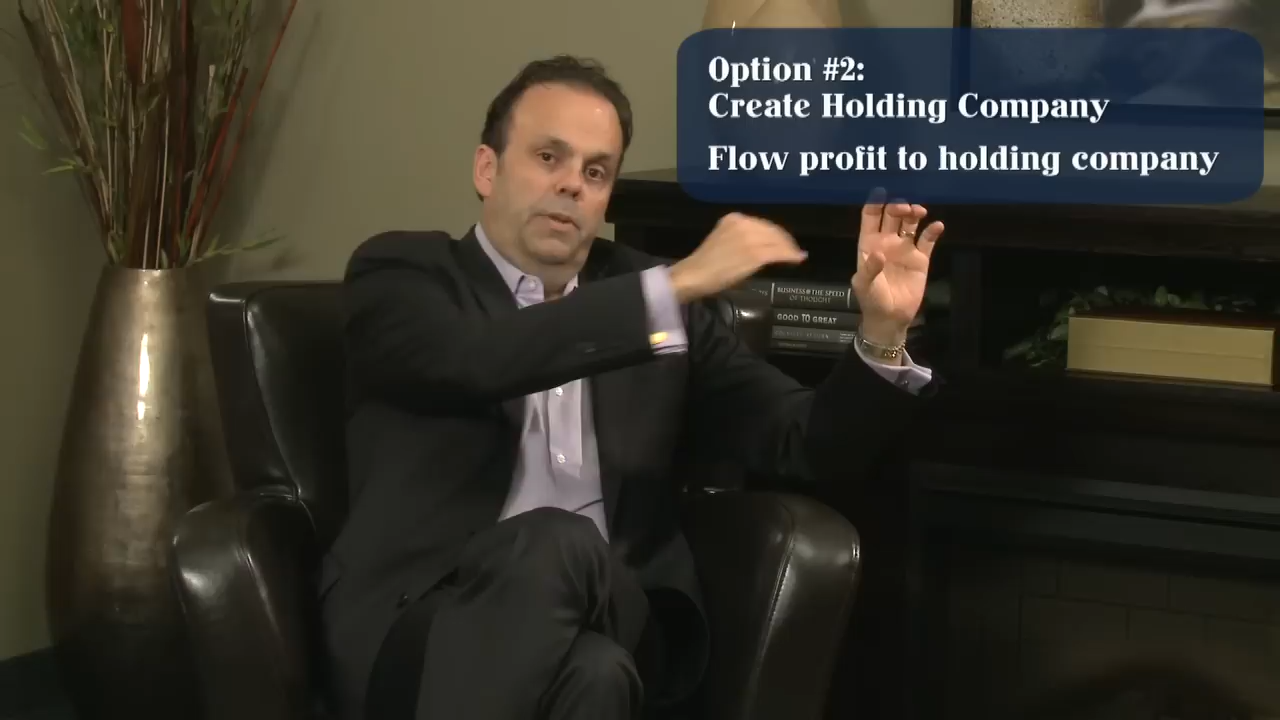 Option #2:
Create Holding Company
Flow profit to holding company
BUSINESS @ THE SPEED
OF THOUGHT
GOOD TO GREAT